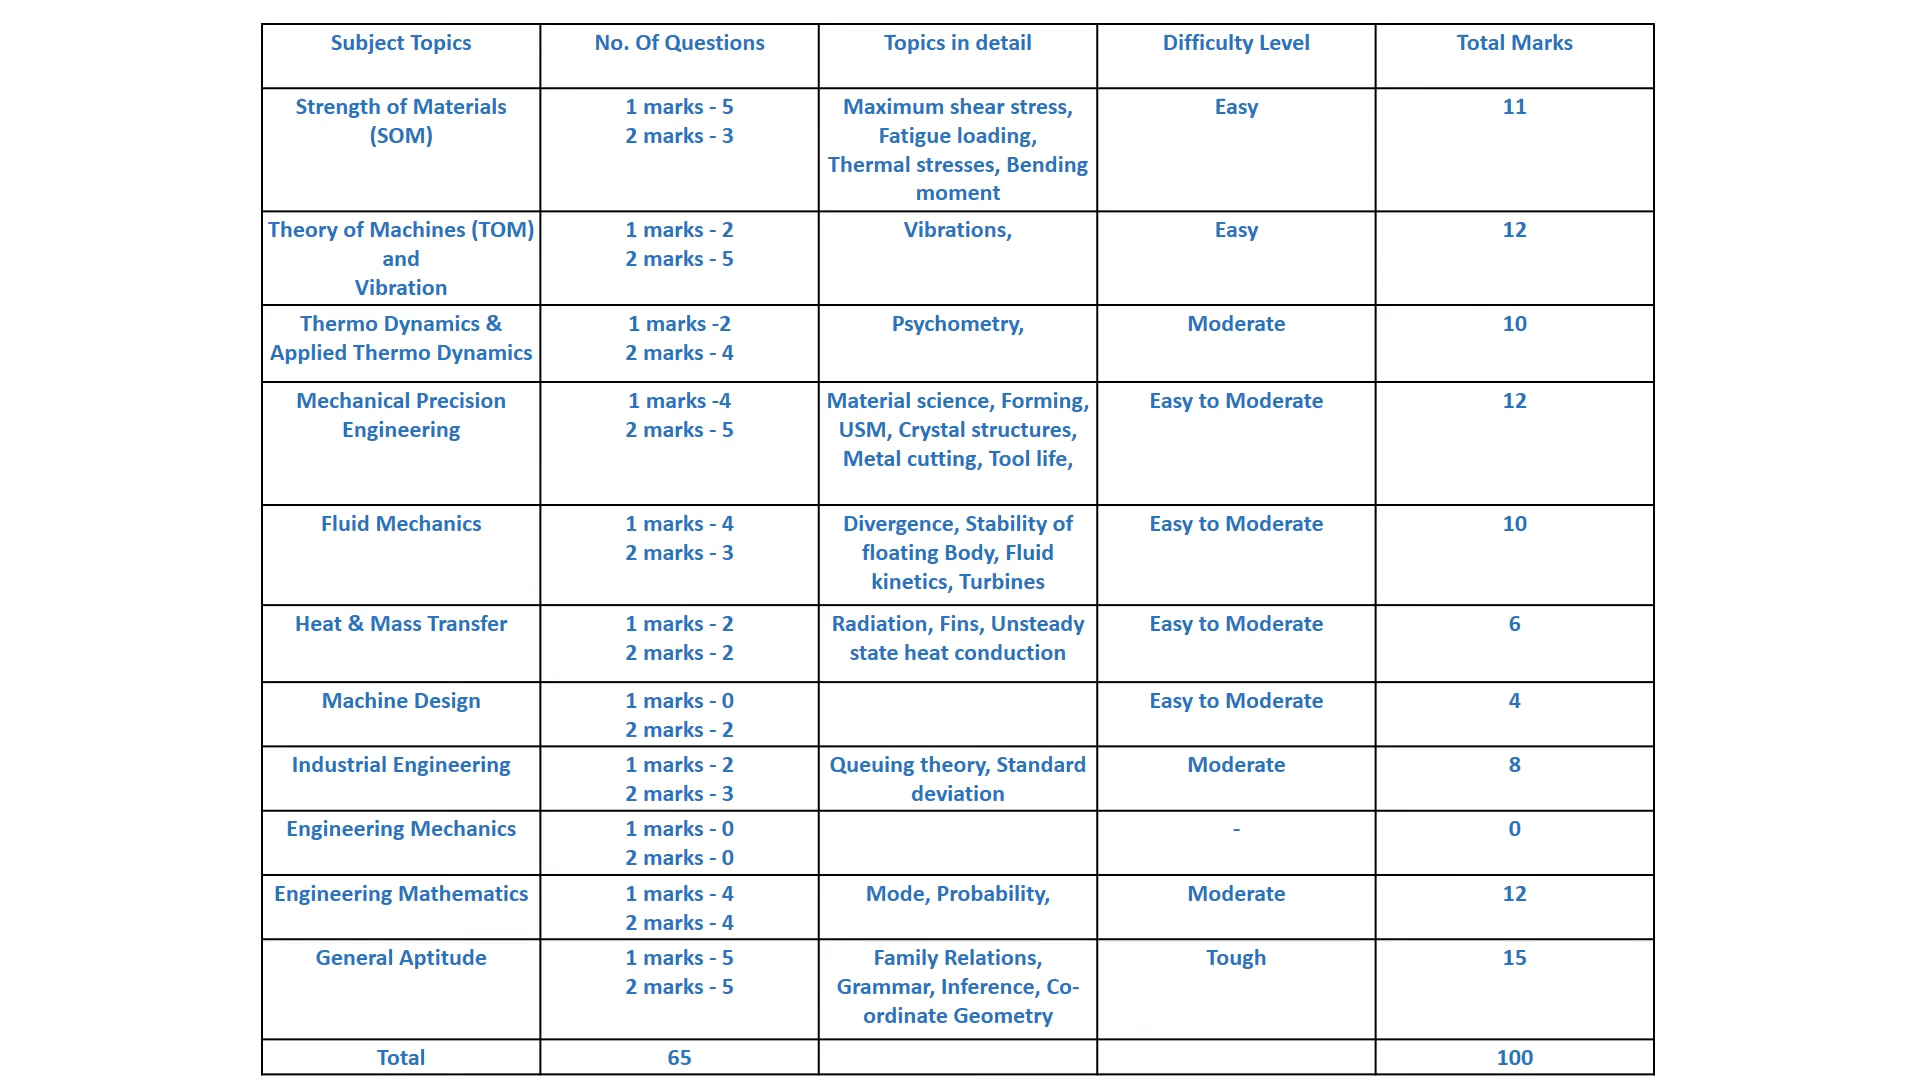 Subject Topics
No. Of Questions
Topics in detail
Difficulty Level
Total Marks
Strength of Materials
(SOM)
1 marks - 5
2 marks - 3
Maximum shear stress,
Fatigue loading,
Thermal stresses, Bending
moment
Easy
11
Theory of Machines (TOM)
and
Vibration
1 marks - 2
2 marks - 5
Vibrations,
Easy
12
Thermo Dynamics &
Applied Thermo Dynamics
1 marks -2
2 marks - 4
Psychometry,
Moderate
10
Mechanical Precision
Engineering
1 marks -4
2 marks - 5
Material science, Forming,
USM, Crystal structures,
Metal cutting, Tool life,
Easy to Moderate
12
Fluid Mechanics
1 marks - 4
2 marks - 3
Divergence, Stability of
floating Body, Fluid
kinetics, Turbines
Easy to Moderate
10
Heat & Mass Transfer
1 marks - 2
2 marks - 2
Radiation, Fins, Unsteady
state heat conduction
Easy to Moderate
6
Machine Design
1 marks - 0
2 marks - 2
Easy to Moderate
4
Industrial Engineering
1 marks - 2
2 marks - 3
Queuing theory, Standard
deviation
Moderate
8
Engineering Mechanics
1 marks - 0
2 marks - 0
-
0
Engineering Mathematics
1 marks - 4
2 marks - 4
Mode, Probability,
Moderate
12
General Aptitude
1 marks - 5
2 marks - 5
Family Relations,
Grammar, Inference, Co-
ordinate Geometry
Tough
15
Total
65
100